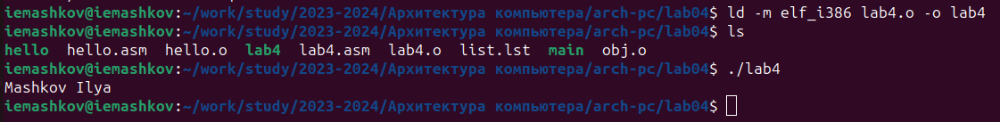 iemashkov@iemashkov:~/work/study/2023-2024/Архитектура компьютера/arch-pc/lab04$ ld -m elf_i386 lab4.o -o lab4
iemashkov@iemashkov:~/work/study/2023-2024/Архитектура компьютера/arch-pc/lab04$ ls
hello  hello.asm  hello.o  lab4  lab4.asm  lab4.o  list.lst  main  obj.o
iemashkov@iemashkov:~/work/study/2023-2024/Архитектура компьютера/arch-pc/lab04$ ./lab4
Mashkov Ilya
iemashkov@iemashkov:~/work/study/2023-2024/Архитектура компьютера/arch-pc/lab04$